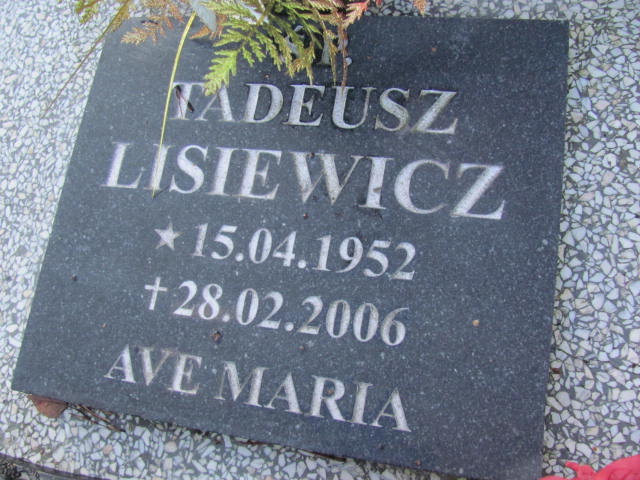 TADEUSZ
LISIEWICZ
★ 15.04.1952
✝ 28.02.2006
AVE MARIA